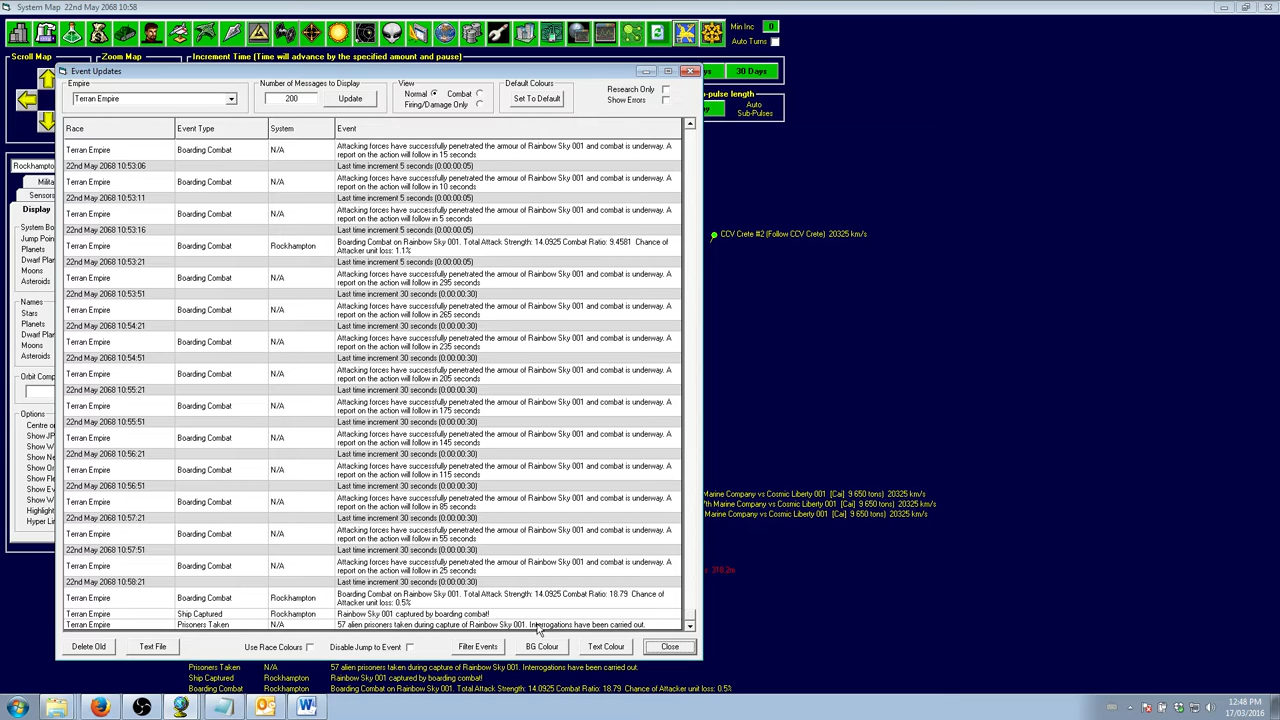 System Map 22nd May 2068 10:58
Min Inc 0
Auto Turns
Scroll Map
Zoom Map
Increment Time (Time will advance by the specified amount and pause)
30 Days
Auto
Sub-Pulses
Event Updates
Empire
Terran Empire
Number of Messages to Display
200
Update
View
Normal
Combat
Firing/Damage Only
Default Colours
Set To Default
Research Only
Show Errors
Race Event Type System Event
Terran Empire Boarding Combat N/A Attacking forces have successfully penetrated the amour of Rainbow Sky 001 and combat is underway. A
report on the action will follow in 15 seconds
22nd May 2068 10:53:06 Last time increment 5 seconds (0:00:00:05)
Terran Empire Boarding Combat N/A Attacking forces have successfully penetrated the amour of Rainbow Sky 001 and combat is underway. A
report on the action will follow in 10 seconds
22nd May 2068 10:53:11 Last time increment 5 seconds (0:00:00:05)
Terran Empire Boarding Combat N/A Attacking forces have successfully penetrated the amour of Rainbow Sky 001 and combat is underway. A
report on the action will follow in 5 seconds
22nd May 2068 10:53:16 Last time increment 5 seconds (0:00:00:05)
Terran Empire Boarding Combat Rockhampton Boarding Combat on Rainbow Sky 001. Total Attack Strength: 14.0925 Combat Ratio: 9.4581 Chance of
Attacker unit loss: 1.1%
22nd May 2068 10:53:21 Last time increment 5 seconds (0:00:00:05)
Terran Empire Boarding Combat N/A Attacking forces have successfully penetrated the amour of Rainbow Sky 001 and combat is underway. A
report on the action will follow in 295 seconds
22nd May 2068 10:53:51 Last time increment 30 seconds (0:00:00:30)
Terran Empire Boarding Combat N/A Attacking forces have successfully penetrated the amour of Rainbow Sky 001 and combat is underway. A
report on the action will follow in 265 seconds
22nd May 2068 10:54:21 Last time increment 30 seconds (0:00:00:30)
Terran Empire Boarding Combat N/A Attacking forces have successfully penetrated the amour of Rainbow Sky 001 and combat is underway. A
report on the action will follow in 235 seconds
22nd May 2068 10:54:51 Last time increment 30 seconds (0:00:00:30)
Terran Empire Boarding Combat N/A Attacking forces have successfully penetrated the amour of Rainbow Sky 001 and combat is underway. A
report on the action will follow in 205 seconds
22nd May 2068 10:55:21 Last time increment 30 seconds (0:00:00:30)
Terran Empire Boarding Combat N/A Attacking forces have successfully penetrated the amour of Rainbow Sky 001 and combat is underway. A
report on the action will follow in 175 seconds
22nd May 2068 10:55:51 Last time increment 30 seconds (0:00:00:30)
Terran Empire Boarding Combat N/A Attacking forces have successfully penetrated the amour of Rainbow Sky 001 and combat is underway. A
report on the action will follow in 145 seconds
22nd May 2068 10:56:21 Last time increment 30 seconds (0:00:00:30)
Terran Empire Boarding Combat N/A Attacking forces have successfully penetrated the amour of Rainbow Sky 001 and combat is underway. A
report on the action will follow in 115 seconds
22nd May 2068 10:56:51 Last time increment 30 seconds (0:00:00:30)
Terran Empire Boarding Combat N/A Attacking forces have successfully penetrated the amour of Rainbow Sky 001 and combat is underway. A
report on the action will follow in 85 seconds
22nd May 2068 10:57:21 Last time increment 30 seconds (0:00:00:30)
Terran Empire Boarding Combat N/A Attacking forces have successfully penetrated the amour of Rainbow Sky 001 and combat is underway. A
report on the action will follow in 55 seconds
22nd May 2068 10:57:51 Last time increment 30 seconds (0:00:00:30)
Terran Empire Boarding Combat N/A Attacking forces have successfully penetrated the amour of Rainbow Sky 001 and combat is underway. A
report on the action will follow in 25 seconds
22nd May 2068 10:58:21 Last time increment 30 seconds (0:00:00:30)
Terran Empire Boarding Combat Rockhampton Boarding Combat on Rainbow Sky 001. Total Attack Strength: 14.0925 Combat Ratio: 18.79 Chance of
Attacker unit loss: 0.5%
Terran Empire Ship Captured Rockhampton Rainbow Sky 001 captured by boarding combat!
Terran Empire Prisoners Taken N/A 57 alien prisoners taken during capture of Rainbow Sky 001. Interrogations have been carried out.
Delete Old
Text File
Use Race Colours
Disable Jump to Event
Filter Events
BG Colour
Text Colour
Close
Sensors
Display
Jump Poin
Planets
Moons
Asteroids
Names
Stars
Planets
Moons
Asteroids
Options
CCV Crete #2 (Follow CCV Crete) 20325 km/s
Marine Company vs Cosmic Liberty 001 [Cai] 9 650 tons) 20325 km/s
7th Marine Company vs Cosmic Liberty 001 [Cai] 9 650 tons) 20325 km/s
Marine Company vs Cosmic Liberty 001 [Cai] 9 650 tons) 20325 km/s
318.2m
Prisoners Taken N/A 57 alien prisoners taken during capture of Rainbow Sky 001. Interrogations have been carried out.
Ship Captured Rockhampton Rainbow Sky 001 captured by boarding combat!
Boarding Combat Rockhampton Boarding Combat on Rainbow Sky 001. Total Attack Strength: 14.0925 Combat Ratio: 18.79 Chance of Attacker unit loss: 0.5%
12:48 PM
17/03/2016